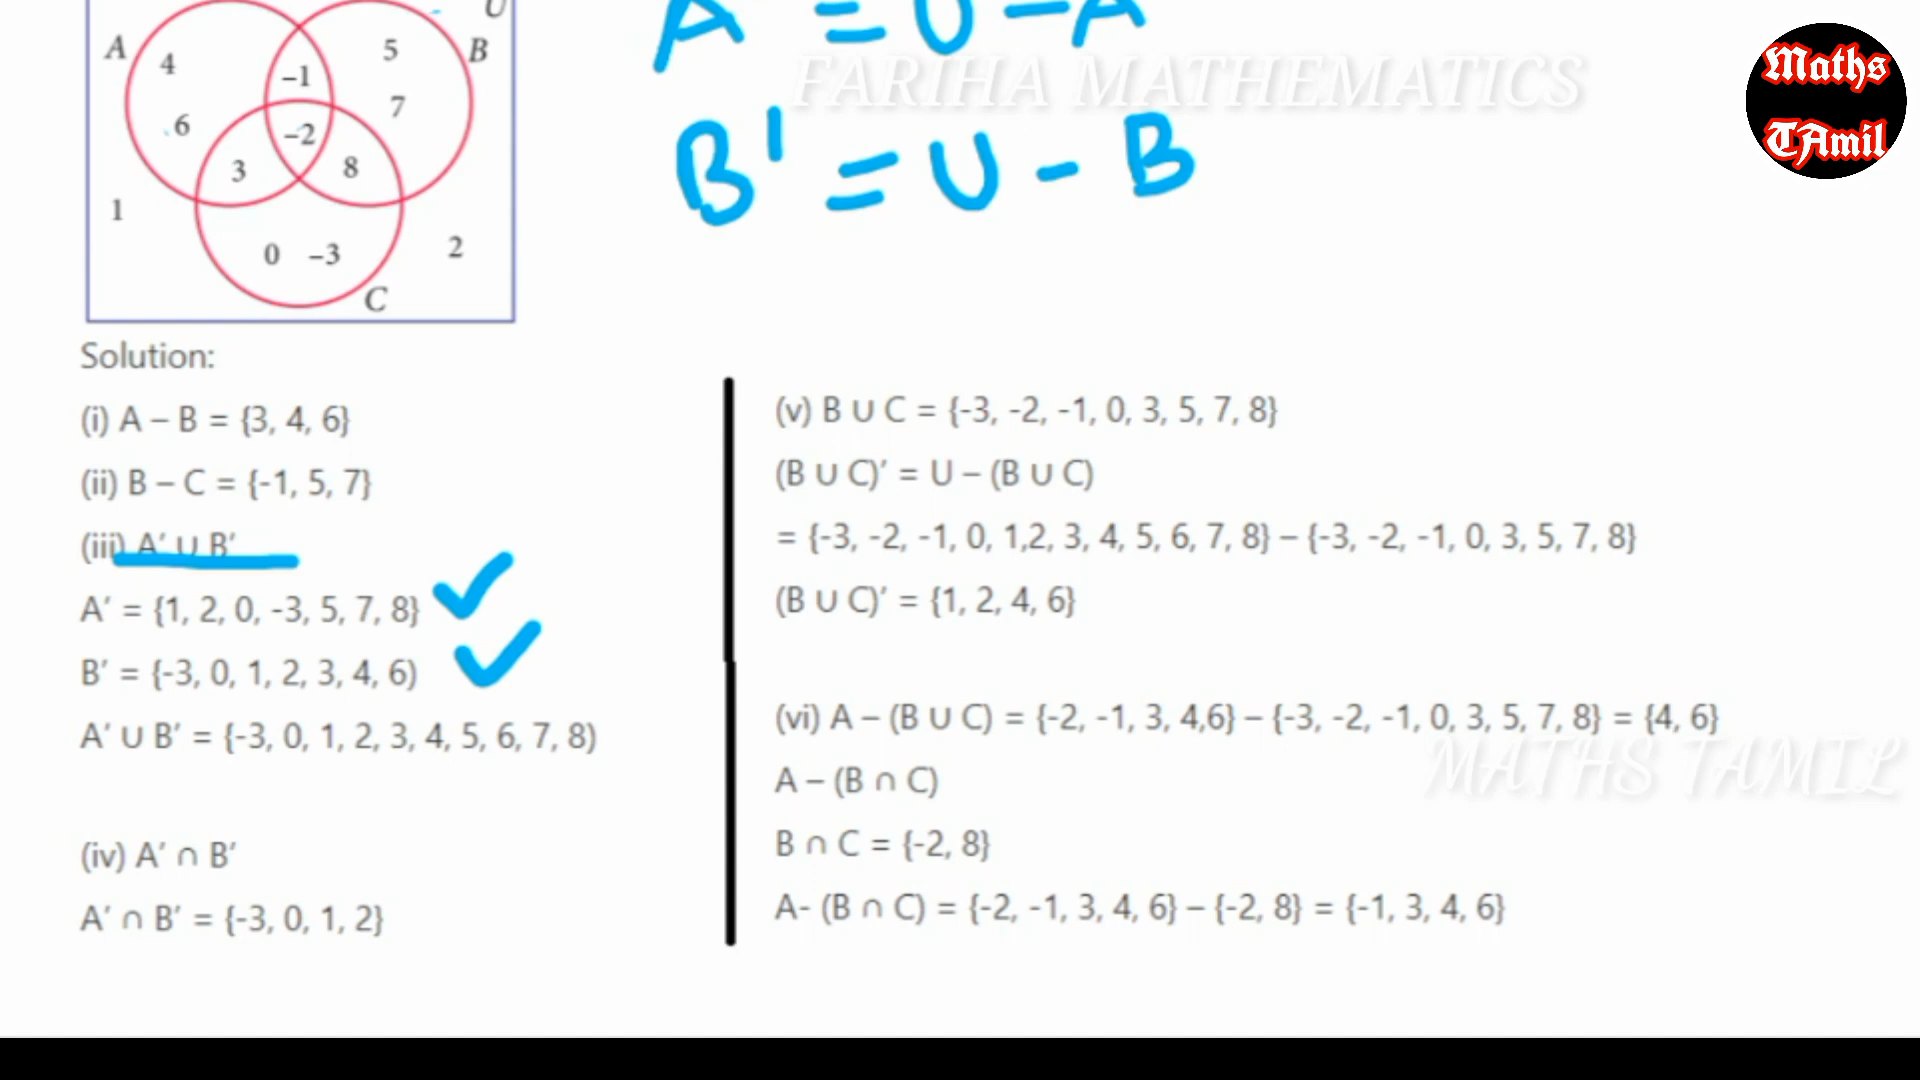 A' = U - A
U
A
4
-1
5
B
7
6
-2
3
8
1
0 -3
2
C
B' = U - B
FARIHA MATHEMATICS
Maths
TAmil
Solution:
(i) A – B = {3, 4, 6}
(ii) B – C = {-1, 5, 7}
(iii) A′ ∪ B′
A′ = {1, 2, 0, -3, 5, 7, 8}
B′ = {-3, 0, 1, 2, 3, 4, 6)
A′ ∪ B′ = {-3, 0, 1, 2, 3, 4, 5, 6, 7, 8)
(iv) A′ ∩ B′
A′ ∩ B′ = {-3, 0, 1, 2}
(v) B ∪ C = {-3, -2, -1, 0, 3, 5, 7, 8}
(B ∪ C)′ = U – (B ∪ C)
= {-3, -2, -1, 0, 1,2, 3, 4, 5, 6, 7, 8} – {-3, -2, -1, 0, 3, 5, 7, 8}
(B ∪ C)′ = {1, 2, 4, 6}
(vi) A – (B ∪ C) = {-2, -1, 3, 4,6} – {-3, -2, -1, 0, 3, 5, 7, 8} = {4, 6}
MATHS TAMIL
A – (B ∩ C)
B ∩ C = {-2, 8}
A- (B ∩ C) = {-2, -1, 3, 4, 6} – {-2, 8} = {-1, 3, 4, 6}